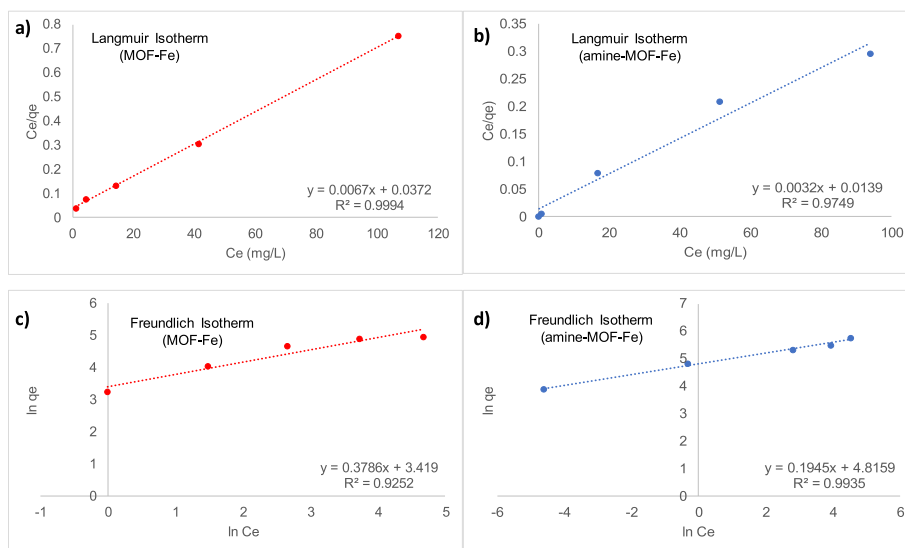 a)
Langmuir Isotherm
(MOF-Fe)
Ce/qe
0.8
0.7
0.6
0.5
0.4
0.3
0.2
0.1
0
y = 0.0067x + 0.0372
R² = 0.9994
0 20 40 60 80 100 120
Ce (mg/L)
b)
Langmuir Isotherm
(amine-MOF-Fe)
Ce/qe)
0.35
0.3
0.25
0.2
0.15
0.1
0.05
0
y = 0.0032x + 0.0139
R² = 0.9749
0 20 40 60 80 100
Ce (mg/L)
c)
Freundlich Isotherm
(MOF-Fe)
ln qe
6
5
4
3
2
1
0
y = 0.3786x + 3.419
R² = 0.9252
-1 0 1 2 3 4 5
ln Ce
d)
Freundlich Isotherm
(amine-MOF-Fe)
ln qe
7
6
5
4
3
2
1
0
y = 0.1945x + 4.8159
R² = 0.9935
-6 -4 -2 0 2 4 6
ln Ce